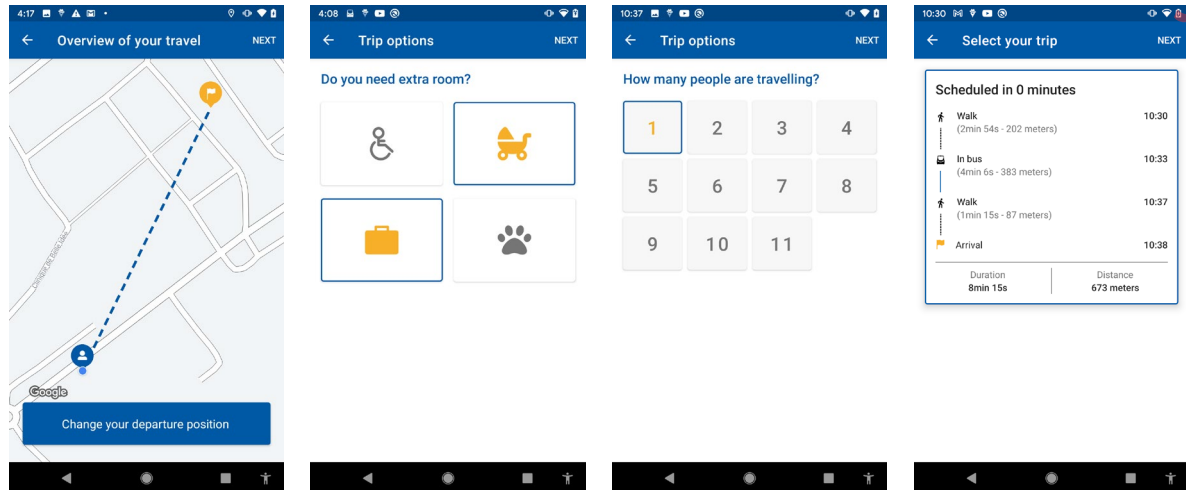 4:17
Overview of your travel
NEXT
Clinique de Belle Idée
Google
Change your departure position
4:08
Trip options
NEXT
Do you need extra room?
10:37
Trip options
NEXT
How many people are travelling?
1 2 3 4
5 6 7 8
9 10 11
10:30
Select your trip
NEXT
Scheduled in 0 minutes
Walk 10:30
(2min 54s - 202 meters)
In bus 10:33
(4min 6s - 383 meters)
Walk 10:37
(1min 15s - 87 meters)
Arrival 10:38
Duration Distance
8min 15s 673 meters